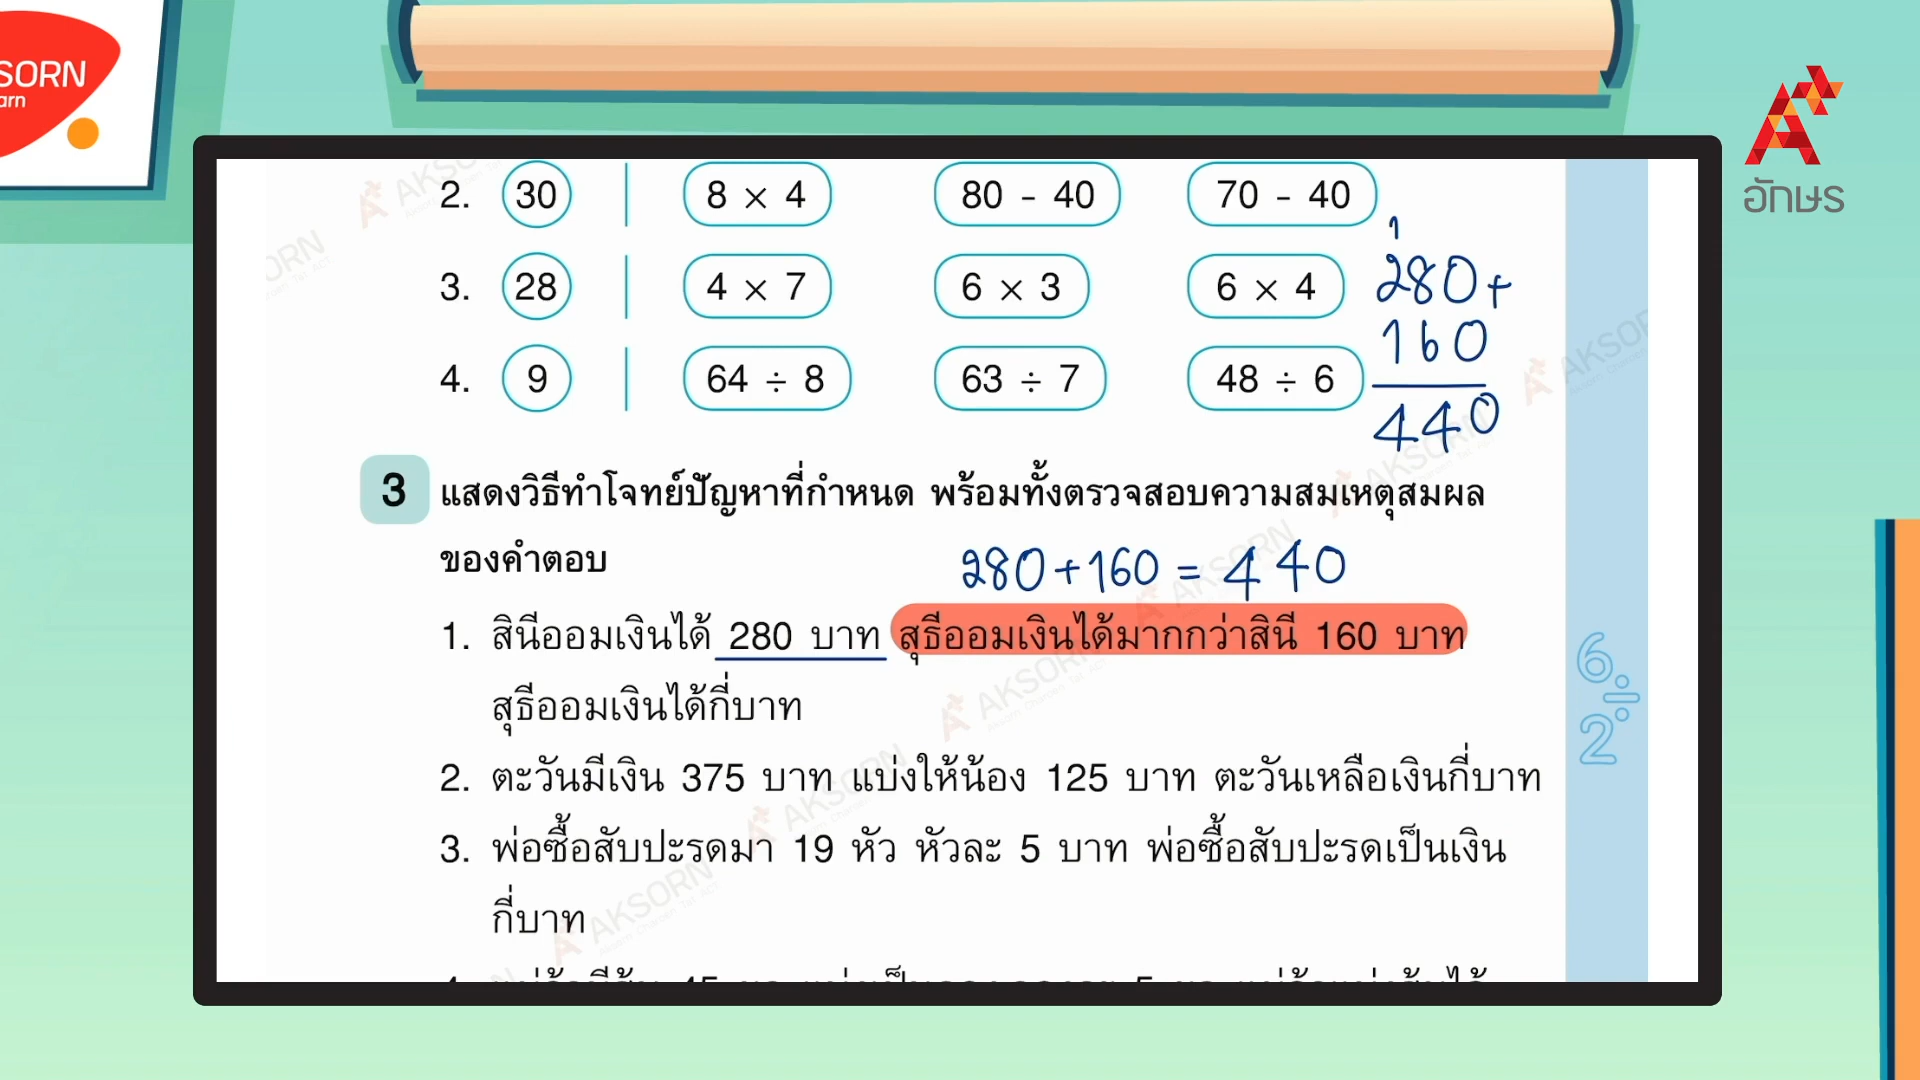 SORN
arn
อักษร
2. 30 8 × 4 80 - 40 70 - 40
3. 28 4 × 7 6 × 3 6 × 4
4. 9 64 ÷ 8 63 ÷ 7 48 ÷ 6
1
280+
160
440
3 แสดงวิธีทำโจทย์ปัญหาที่กำหนด พร้อมทั้งตรวจสอบความสมเหตุสมผล
ของคำตอบ
280+160 = 440
1. สินีออมเงินได้ 280 บาท สุธีออมเงินได้มากกว่าสินี 160 บาท
สุธีออมเงินได้กี่บาท
2. ตะวันมีเงิน 375 บาท แบ่งให้น้อง 125 บาท ตะวันเหลือเงินกี่บาท
3. พ่อซื้อสับปะรดมา 19 หัว หัวละ 5 บาท พ่อซื้อสับปะรดเป็นเงิน
กี่บาท
6÷2
AKSORN
AKSORN
AKSORN
AKSORN
AKSORN